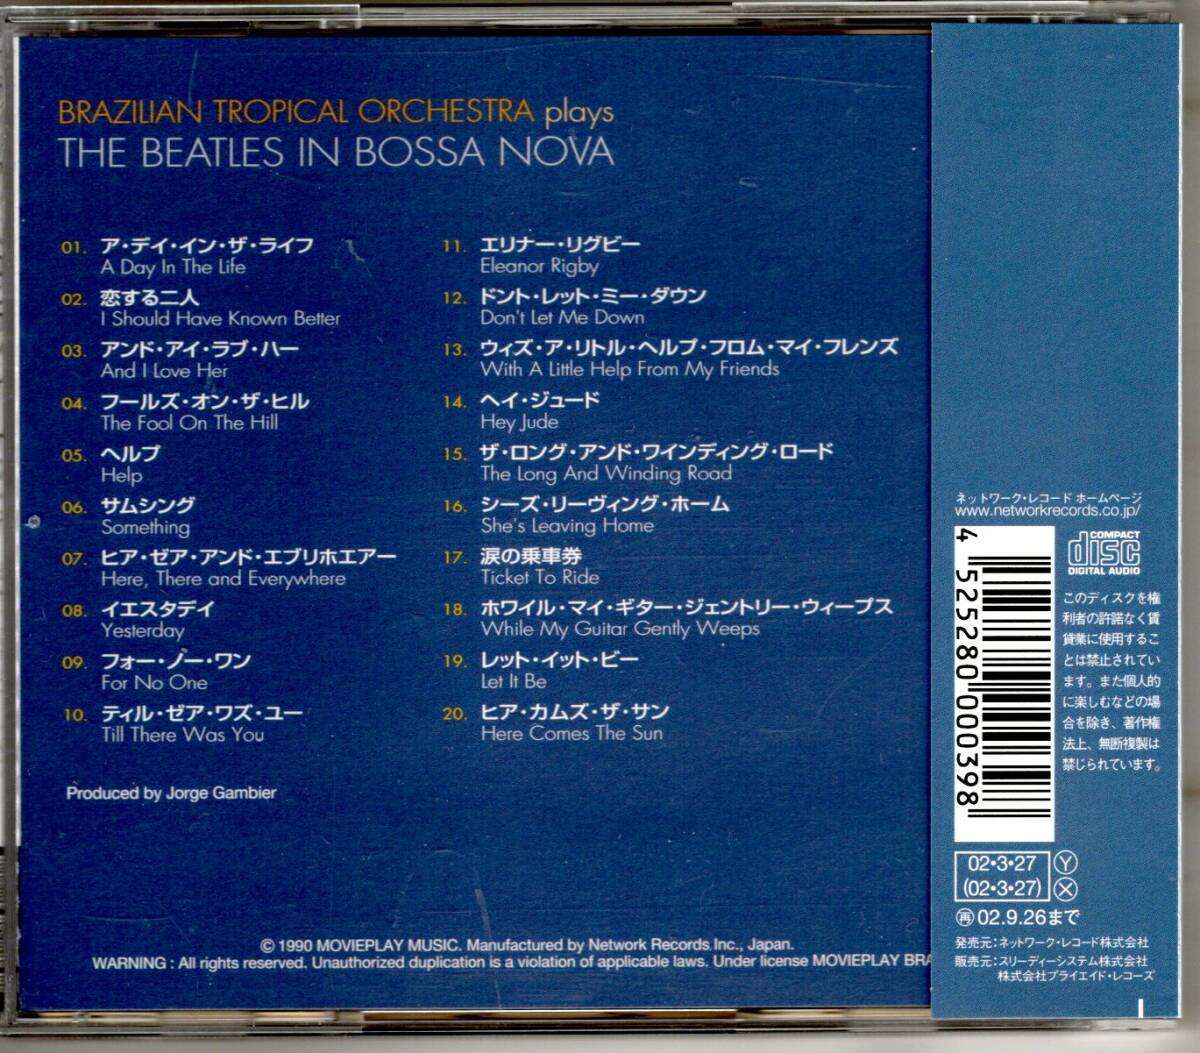 BRAZILIAN TROPICAL ORCHESTRA plays
THE BEATLES IN BOSSA NOVA
01. ア・デイ・イン・ザ・ライフ
A Day In The Life
02. 恋する二人
I Should Have Known Better
03. アンド・アイ・ラブ・ハー
And I Love Her
04. フールズ・オン・ザ・ヒル
The Fool On The Hill
05. ヘルプ
Help
06. サムシング
Something
07. ヒア・ゼア・アンド・エブリホエアー
Here, There and Everywhere
08. イエスタデイ
Yesterday
09. フォー・ノー・ワン
For No One
10. ティル・ゼア・ワズ・ユー
Till There Was You
11. エリナー・リグビー
Eleanor Rigby
12. ドント・レット・ミー・ダウン
Don't Let Me Down
13. ウィズ・ア・リトル・ヘルプ・フロム・マイ・フレンズ
With A Little Help From My Friends
14. ヘイ・ジュード
Hey Jude
15. ザ・ロング・アンド・ワインディング・ロード
The Long And Winding Road
16. シーズ・リーヴィング・ホーム
She's Leaving Home
17. 涙の乗車券
Ticket To Ride
18. ホワイル・マイ・ギター・ジェントリー・ウィープス
While My Guitar Gently Weeps
19. レット・イット・ビー
Let It Be
20. ヒア・カムズ・ザ・サン
Here Comes The Sun
Produced by Jorge Gambier
© 1990 MOVIEPLAY MUSIC. Manufactured by Network Records Inc., Japan.
WARNING : All rights reserved. Unauthorized duplication is a violation of applicable laws. Under license MOVIEPLAY BRA
ネットワーク・レコード ホームページ
www.networkrecords.co.jp/
4 525280 000398
COMPACT
disc
DIGITAL AUDIO
このディスクを権
利者の許諾なく賃
貸業に使用するこ
とは禁止されてい
ます。また個人的
に楽しむなどの場
合を除き、著作権
法上、無断複製は
禁じられています。
02・3・27 Ⓨ
(02・3・27) Ⓧ
㊢02.9.26まで
発売元：ネットワーク・レコード株式会社
販売元：スリーディーシステム株式会社
株式会社プライエイド・レコーズ